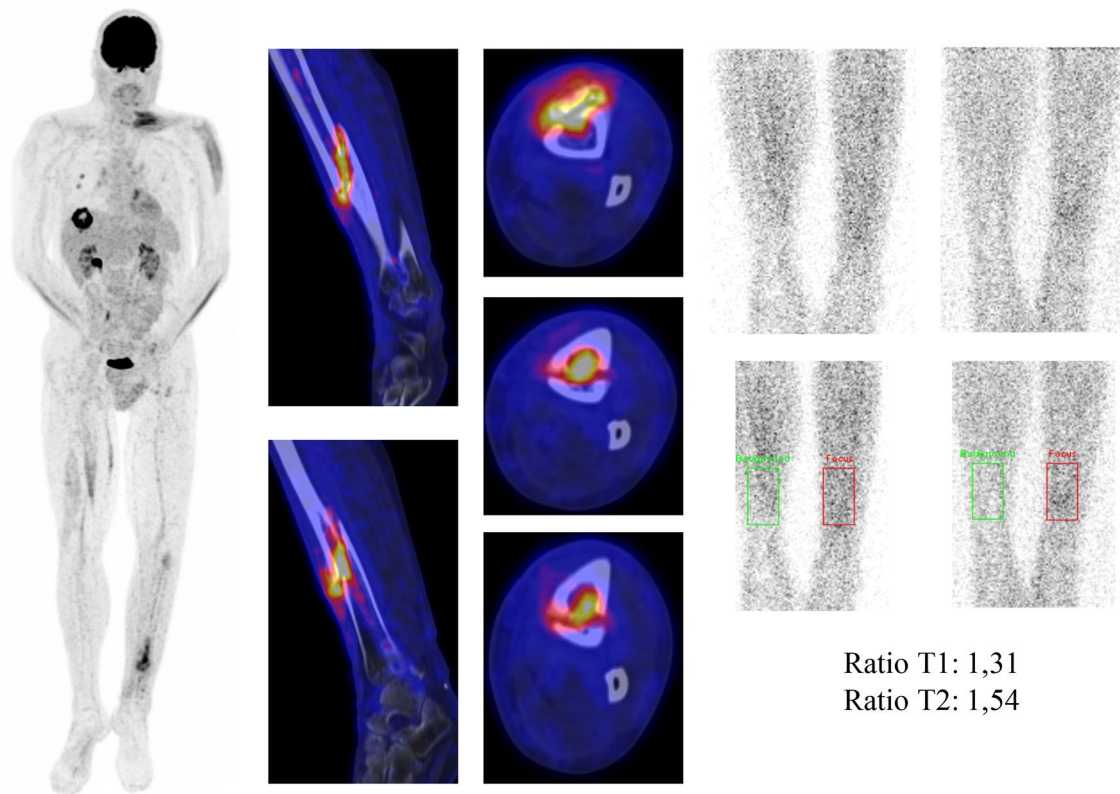 Background
Focus
Background
Focus
Ratio T1: 1,31
Ratio T2: 1,54